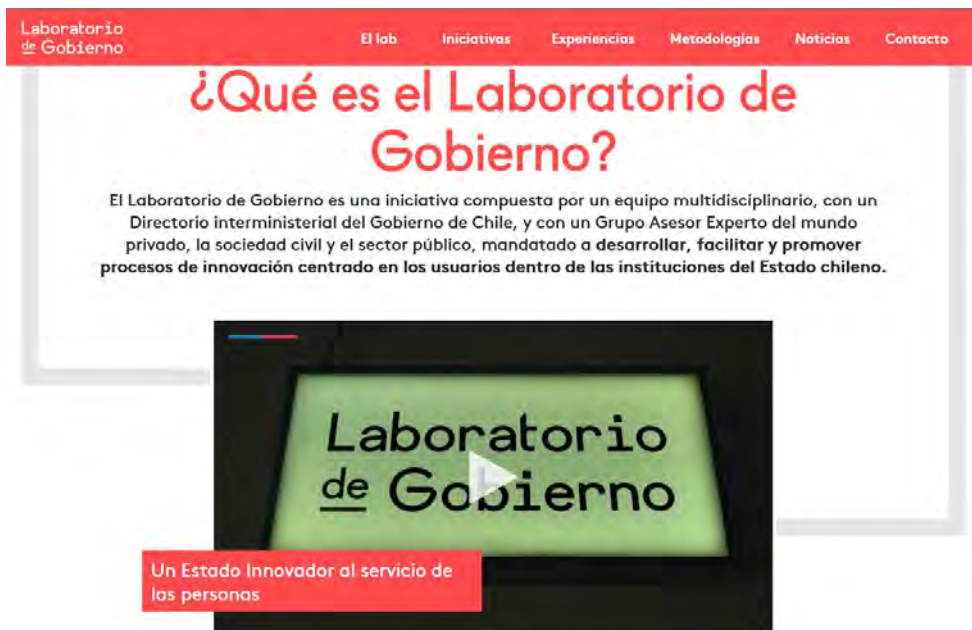 Laboratorio
de Gobierno
El lab Iniciativas Experiencias Metodologías Noticias Contacto
¿Qué es el Laboratorio de
Gobierno?
El Laboratorio de Gobierno es una iniciativa compuesta por un equipo multidisciplinario, con un
Directorio interministerial del Gobierno de Chile, y con un Grupo Asesor Experto del mundo
privado, la sociedad civil y el sector público, mandatado a desarrollar, facilitar y promover
procesos de innovación centrado en los usuarios dentro de las instituciones del Estado chileno.
Laboratorio
de Gobierno
Un Estado Innovador al servicio de
las personas